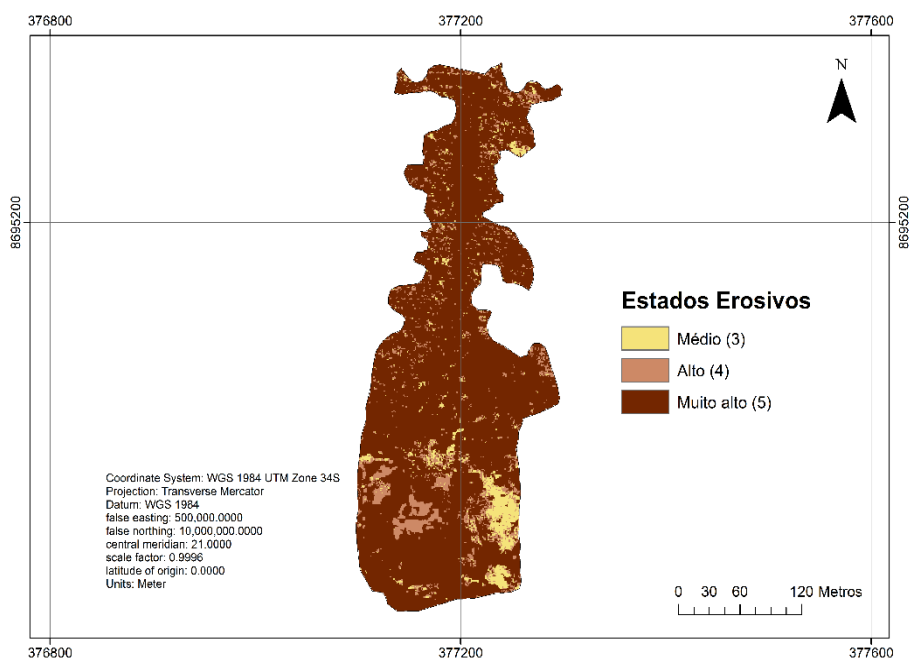 376800 377200 377600
N
8695200 8695200
Estados Erosivos
Médio (3)
Alto (4)
Muito alto (5)
Coordinate System: WGS 1984 UTM Zone 34S
Projection: Transverse Mercator
Datum: WGS 1984
false easting: 500,000.0000
false northing: 10,000,000.0000
central meridian: 21.0000
scale factor: 0.9996
latitude of origin: 0.0000
Units: Meter
0 30 60 120 Metros
376800 377200 377600